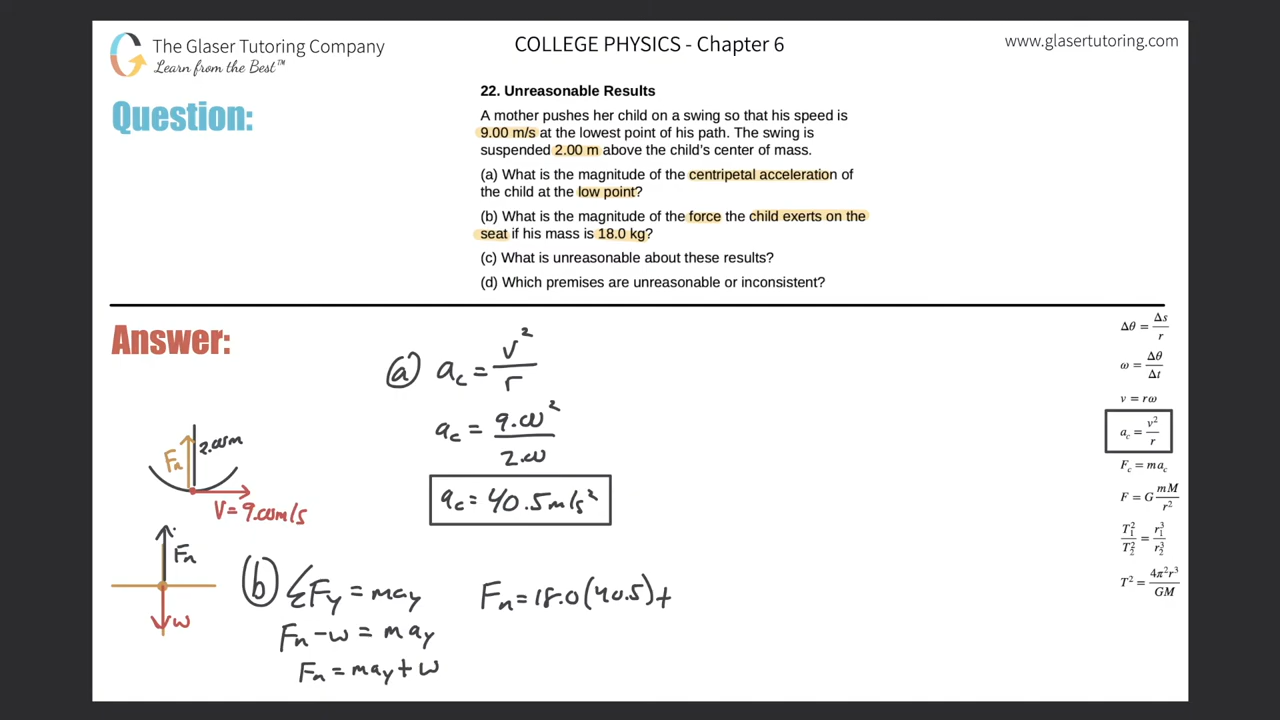 The Glaser Tutoring Company
Learn from the Best™
COLLEGE PHYSICS - Chapter 6
www.glasertutoring.com
Question:
22. Unreasonable Results
A mother pushes her child on a swing so that his speed is
9.00 m/s at the lowest point of his path. The swing is
suspended 2.00 m above the child's center of mass.
(a) What is the magnitude of the centripetal acceleration of
the child at the low point?
(b) What is the magnitude of the force the child exerts on the
seat if his mass is 18.0 kg?
(c) What is unreasonable about these results?
(d) Which premises are unreasonable or inconsistent?
Answer:
(a) a_c = v²/r
a_c = 9.00²/2.00
a_c = 40.5 m/s²
2.00m
Fn
V = 9.00 m/s
Fn
w
(b) ΣFy = may
Fn - w = may
Fn = may + w
Fn = 18.0(40.5) +
Δθ = Δs/r
ω = Δθ/Δt
v = rω
a_c = v²/r
F_c = ma_c
F = G mM/r²
T₁²/T₂² = r₁³/r₂³
T² = 4π²r³/GM